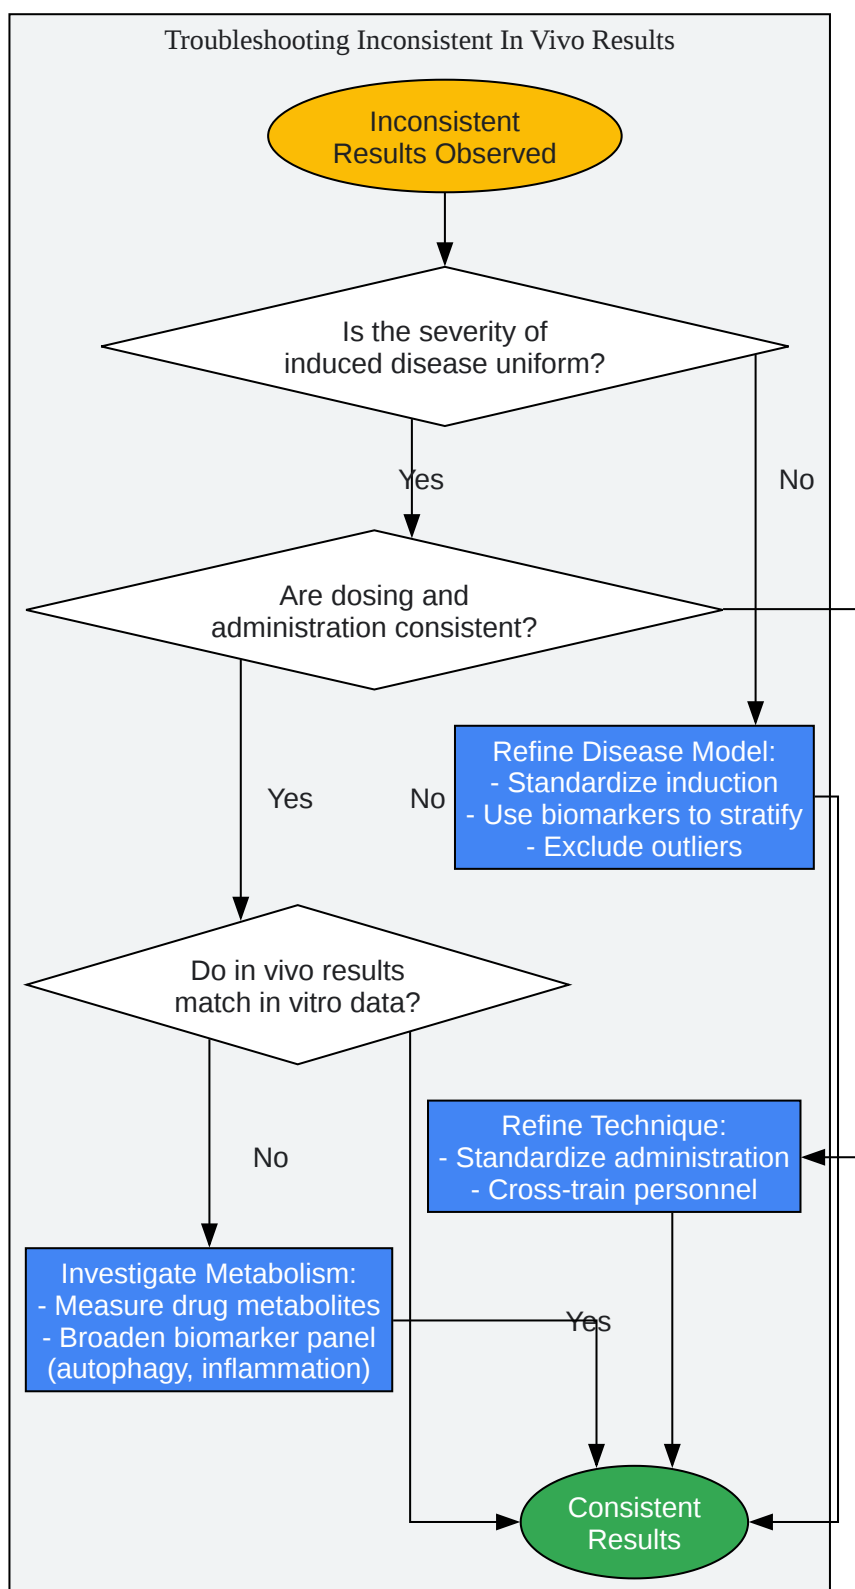 Troubleshooting Inconsistent In Vivo Results
Inconsistent
Results Observed
Is the severity of
induced disease uniform?
Yes
No
Are dosing and
administration consistent?
Refine Disease Model:
- Standardize induction
- Use biomarkers to stratify
- Exclude outliers
Yes
No
Do in vivo results
match in vitro data?
Refine Technique:
- Standardize administration
- Cross-train personnel
No
Investigate Metabolism:
- Measure drug metabolites
- Broaden biomarker panel
(autophagy, inflammation)
Yes
Consistent
Results